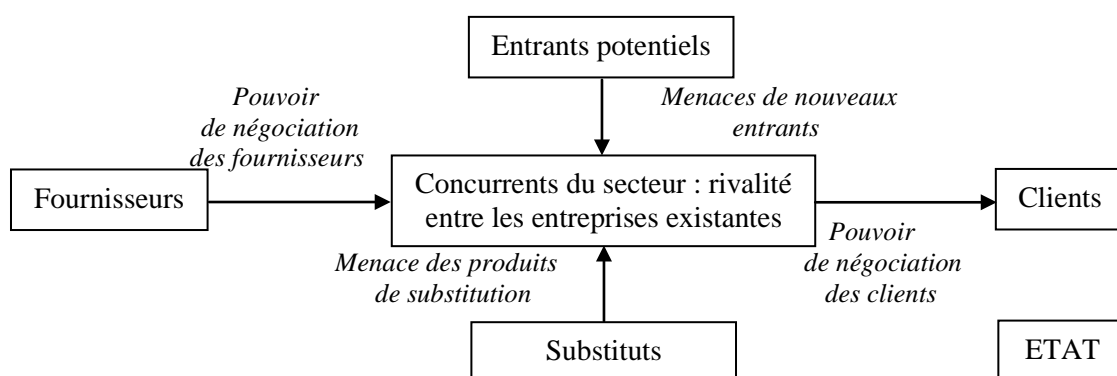 Entrants potentiels
Pouvoir
de négociation
des fournisseurs
Menaces de nouveaux
entrants
Fournisseurs
Concurrents du secteur : rivalité
entre les entreprises existantes
Clients
Menace des produits
de substitution
Pouvoir
de négociation
des clients
Substituts
ETAT